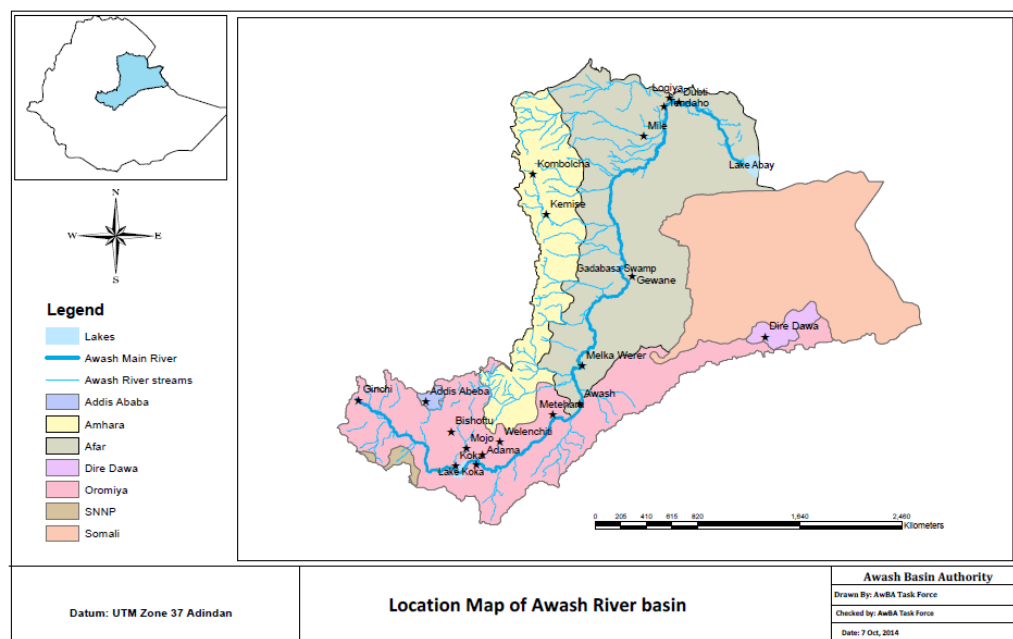 N
W
E
S
Legend
Lakes
Awash Main River
Awash River streams
Addis Ababa
Amhara
Afar
Dire Dawa
Oromiya
SNNP
Somali
Logiya
Dubti
Tendaho
Mile
Lake Abay
Kombolcha
Kemise
Gadabasa Swamp
Gewane
Dire Dawa
Melka Werer
Ginchi
Addis Abeba
Awash
Metehara
Bishoftu
Welenchiti
Mojo
Adama
Koka
Lake Koka
0 205 410 615 820 1,640 2,460
Kilometers
Datum: UTM Zone 37 Adindan
Location Map of Awash River basin
Awash Basin Authority
Drawn By: AwBA Task Force
Checked by: AwBA Task Force
Date: 7 Oct, 2014